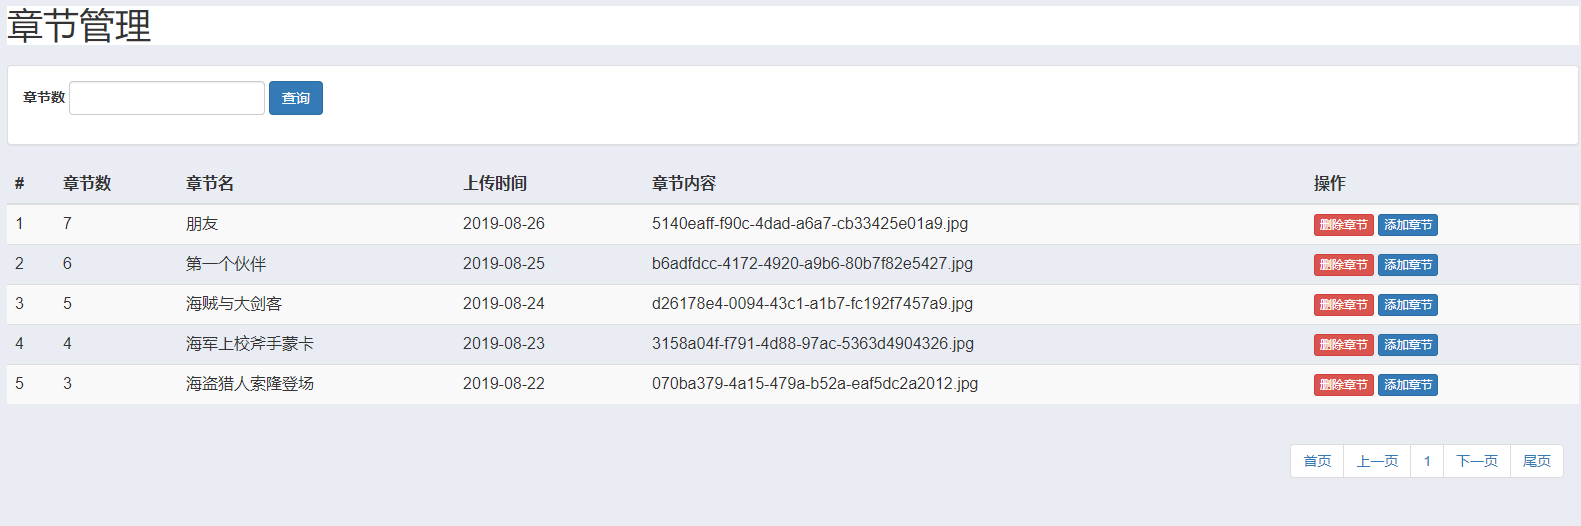 章节管理
章节数 查询
# 章节数 章节名 上传时间 章节内容 操作
1 7 朋友 2019-08-26 5140eaff-f90c-4dad-a6a7-cb33425e01a9.jpg 删除章节 添加章节
2 6 第一个伙伴 2019-08-25 b6adfdcc-4172-4920-a9b6-80b7f82e5427.jpg 删除章节 添加章节
3 5 海贼与大剑客 2019-08-24 d26178e4-0094-43c1-a1b7-fc192f7457a9.jpg 删除章节 添加章节
4 4 海军上校斧手蒙卡 2019-08-23 3158a04f-f791-4d88-97ac-5363d4904326.jpg 删除章节 添加章节
5 3 海盗猎人索隆登场 2019-08-22 070ba379-4a15-479a-b52a-eaf5dc2a2012.jpg 删除章节 添加章节
首页 上一页 1 下一页 尾页